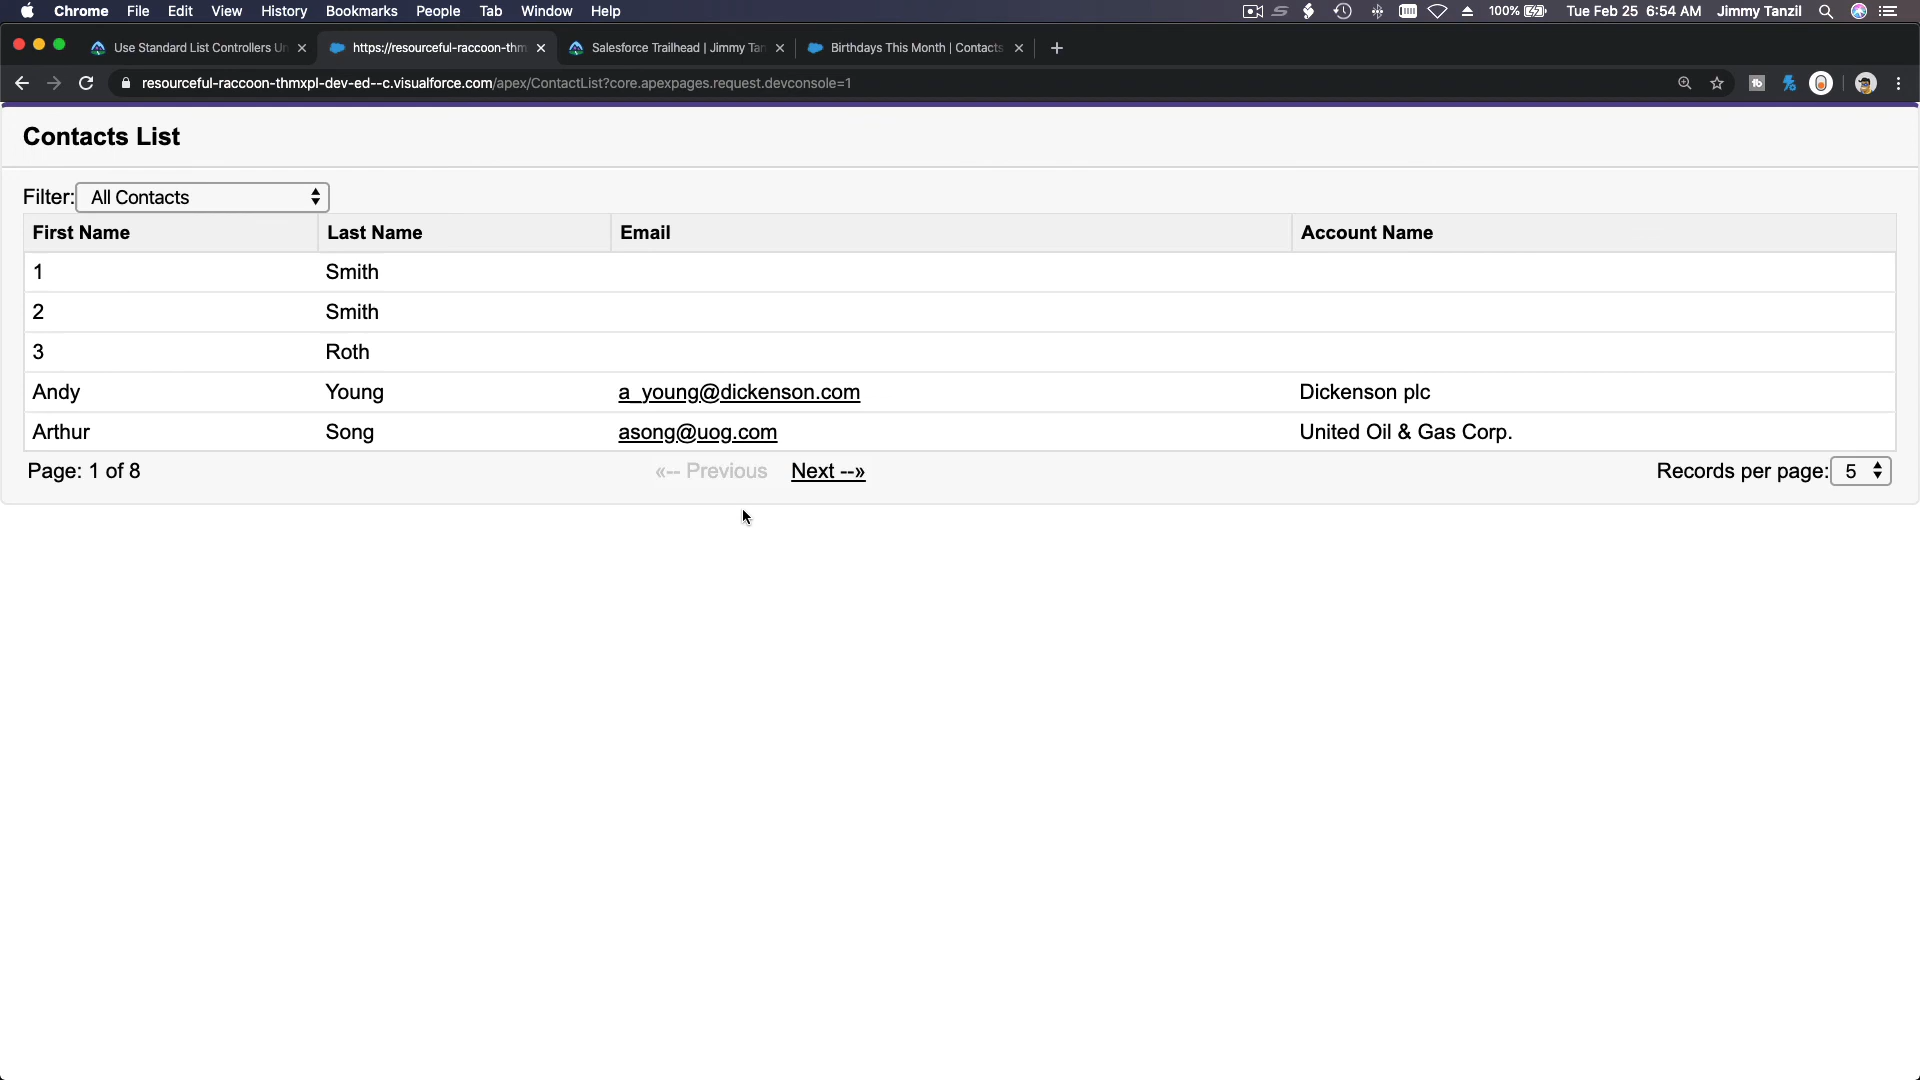 Chrome File Edit View History Bookmarks People Tab Window Help 100% Tue Feb 25 6:54 AM Jimmy Tanzil
Use Standard List Controllers Un https://resourceful-raccoon-thm Salesforce Trailhead | Jimmy Tan Birthdays This Month | Contacts
resourceful-raccoon-thmxpl-dev-ed--c.visualforce.com/apex/ContactList?core.apexpages.request.devconsole=1
Contacts List
Filter: All Contacts
First Name Last Name Email Account Name
1 Smith
2 Smith
3 Roth
Andy Young a_young@dickenson.com Dickenson plc
Arthur Song asong@uog.com United Oil & Gas Corp.
Page: 1 of 8 «-- Previous Next --» Records per page: 5